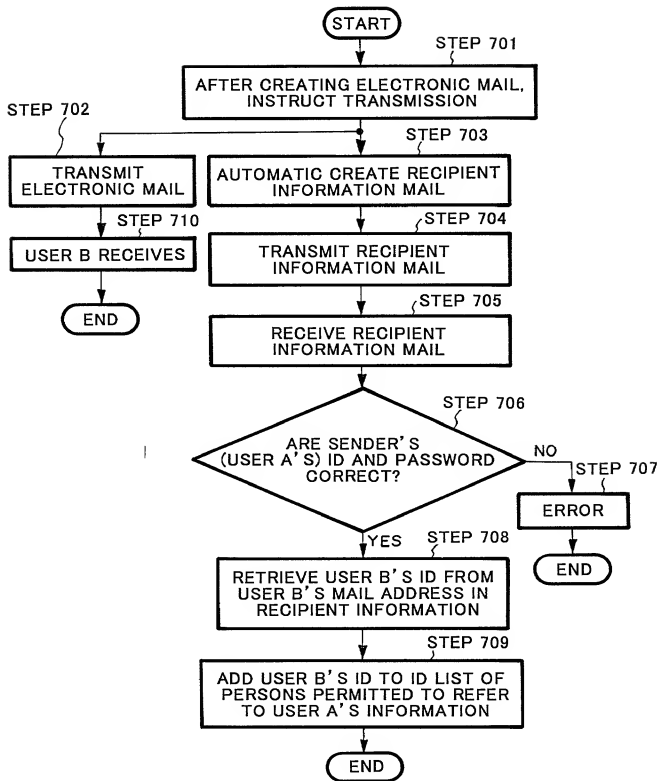 START
STEP 701
AFTER CREATING ELECTRONIC MAIL,
INSTRUCT TRANSMISSION
STEP 702
TRANSMIT
ELECTRONIC MAIL
STEP 710
USER B RECEIVES
END
STEP 703
AUTOMATIC CREATE RECIPIENT
INFORMATION MAIL
STEP 704
TRANSMIT RECIPIENT
INFORMATION MAIL
STEP 705
RECEIVE RECIPIENT
INFORMATION MAIL
STEP 706
ARE SENDER'S
(USER A'S) ID AND PASSWORD
CORRECT?
NO
STEP 707
ERROR
END
YES
STEP 708
RETRIEVE USER B'S ID FROM
USER B'S MAIL ADDRESS IN
RECIPIENT INFORMATION
STEP 709
ADD USER B'S ID TO ID LIST OF
PERSONS PERMITTED TO REFER
TO USER A'S INFORMATION
END